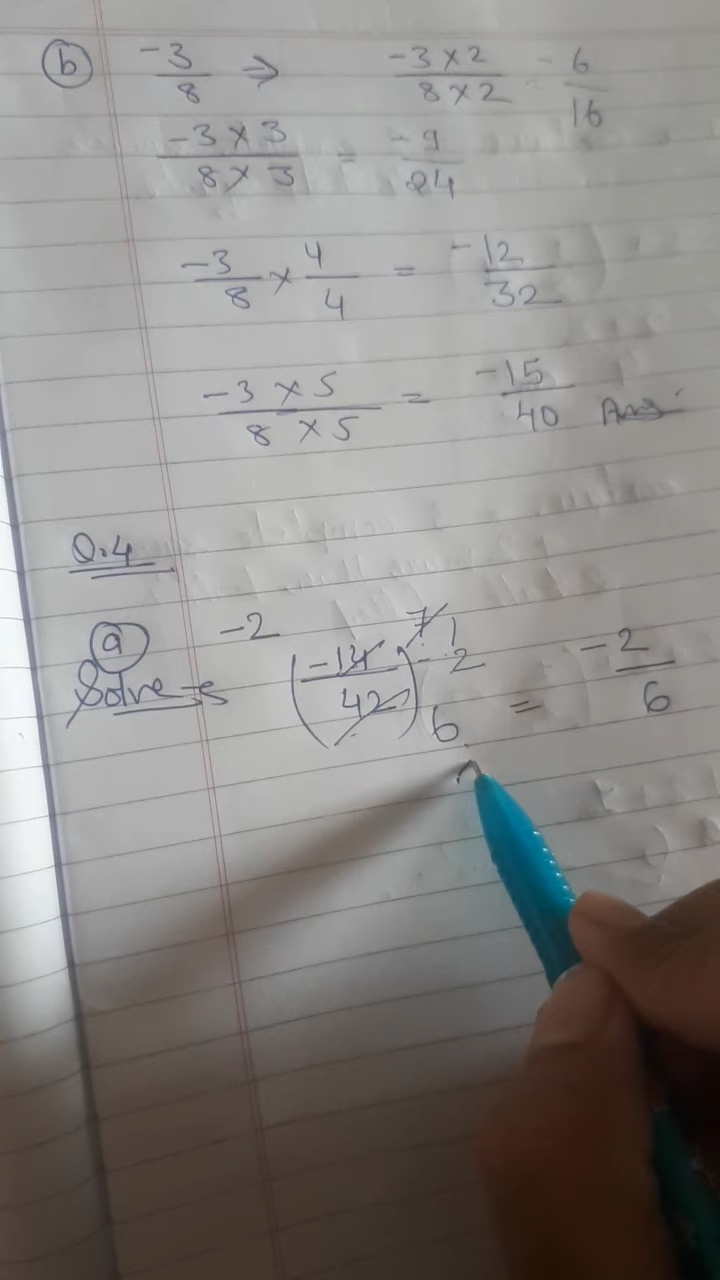 (b) -3/8 ⇒ -3×2/8×2 = -6/16
-3×3/8×3 = -9/24
-3/8 × 4/4 = -12/32
-3×5/8×5 = -15/40 Ans
Q.4
(a) -2 7 1
Solve (-14/42) -2/6 = -2/6